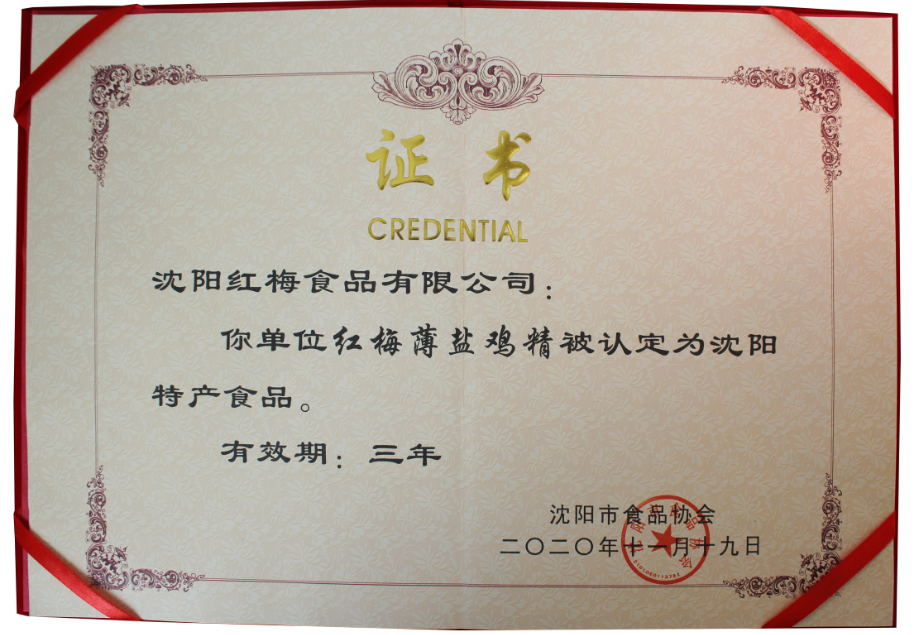 证书
CREDENTIAL
沈阳红梅食品有限公司：
你单位红梅薄盐鸡精被认定为沈阳
特产食品。
有效期：三年
沈阳市食品协会
二〇二〇年十一月十九日